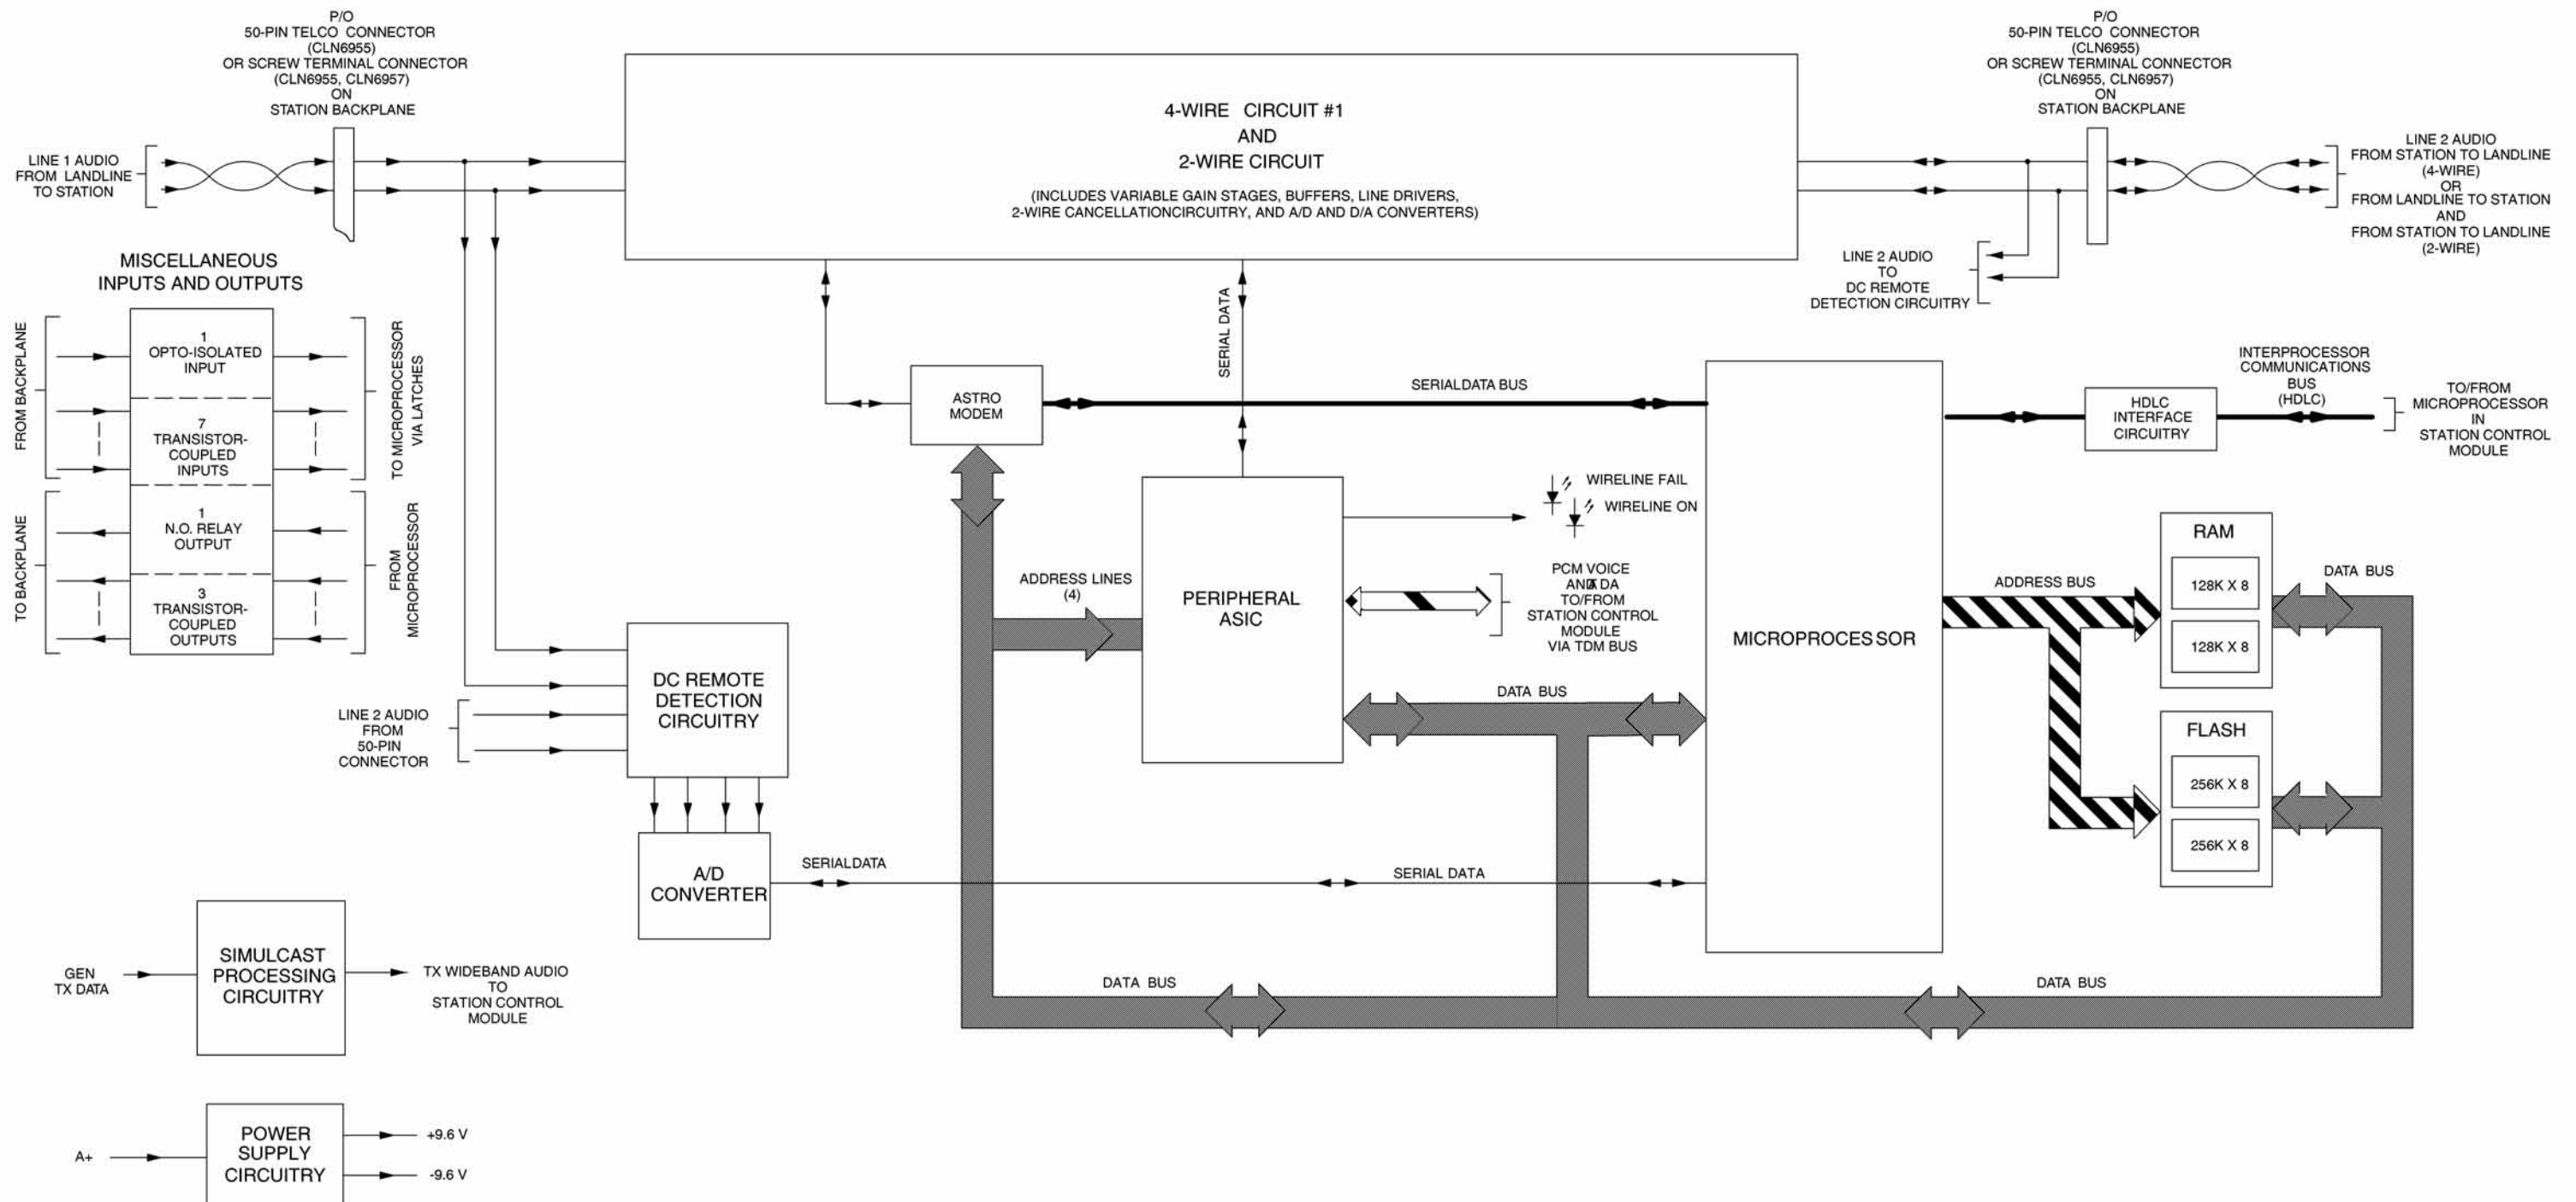 P/O
50-PIN TELCO CONNECTOR
(CLN6955)
OR SCREW TERMINAL CONNECTOR
(CLN6955, CLN6957)
ON
STATION BACKPLANE
P/O
50-PIN TELCO CONNECTOR
(CLN6955)
OR SCREW TERMINAL CONNECTOR
(CLN6955, CLN6957)
ON
STATION BACKPLANE
4-WIRE CIRCUIT #1
AND
2-WIRE CIRCUIT
(INCLUDES VARIABLE GAIN STAGES, BUFFERS, LINE DRIVERS,
2-WIRE CANCELLATIONCIRCUITRY, AND A/D AND D/A CONVERTERS)
LINE 1 AUDIO
FROM LANDLINE
TO STATION
LINE 2 AUDIO
FROM STATION TO LANDLINE
(4-WIRE)
OR
FROM LANDLINE TO STATION
AND
FROM STATION TO LANDLINE
(2-WIRE)
LINE 2 AUDIO
TO
DC REMOTE
DETECTION CIRCUITRY
MISCELLANEOUS
INPUTS AND OUTPUTS
FROM BACKPLANE
1
OPTO-ISOLATED
INPUT
7
TRANSISTOR-
COUPLED
INPUTS
TO MICROPROCESSOR
VIA LATCHES
TO BACKPLANE
1
N.O. RELAY
OUTPUT
3
TRANSISTOR-
COUPLED
OUTPUTS
FROM
MICROPROCESSOR
SERIAL DATA
ASTRO
MODEM
SERIALDATA BUS
MICROPROCES SOR
HDLC
INTERFACE
CIRCUITRY
INTERPROCESSOR
COMMUNICATIONS
BUS
(HDLC)
TO/FROM
MICROPROCESSOR
IN
STATION CONTROL
MODULE
WIRELINE FAIL
WIRELINE ON
ADDRESS LINES
(4)
PERIPHERAL
ASIC
PCM VOICE
TO/FROM
STATION CONTROL
MODULE
VIA TDM BUS
ADDRESS BUS
RAM
128K X 8
128K X 8
DATA BUS
FLASH
256K X 8
256K X 8
DATA BUS
DC REMOTE
DETECTION
CIRCUITRY
LINE 2 AUDIO
FROM
50-PIN
CONNECTOR
A/D
CONVERTER
SERIALDATA
SERIAL DATA
DATA BUS
DATA BUS
GEN
TX DATA
SIMULCAST
PROCESSING
CIRCUITRY
TX WIDEBAND AUDIO
TO
STATION CONTROL
MODULE
A+
POWER
SUPPLY
CIRCUITRY
+9.6 V
-9.6 V